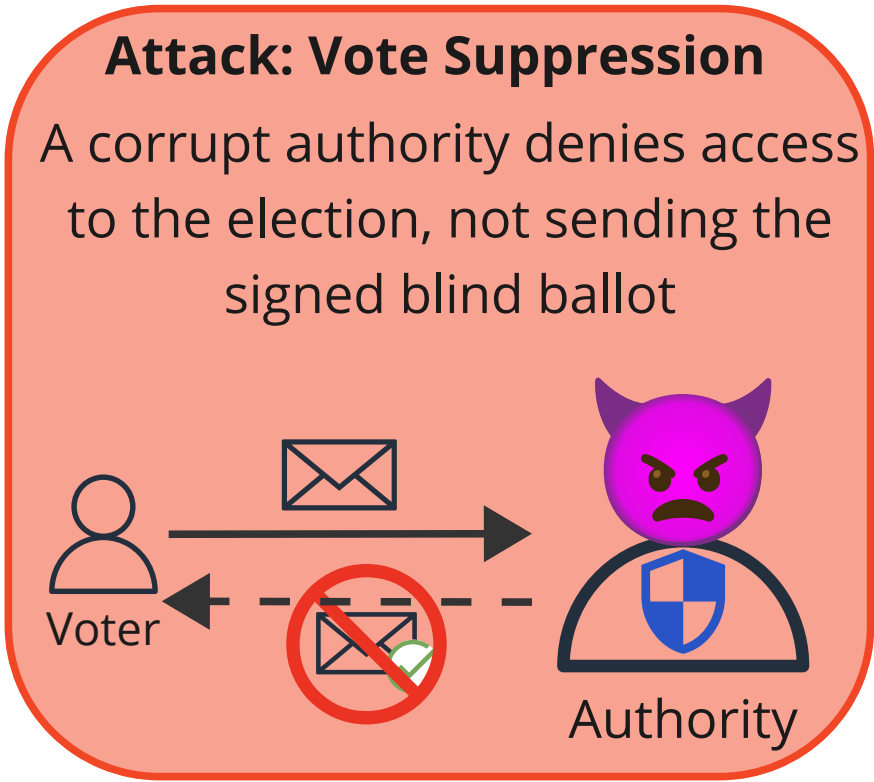 Attack: Vote Suppression
A corrupt authority denies access
to the election, not sending the
signed blind ballot
Voter
Authority